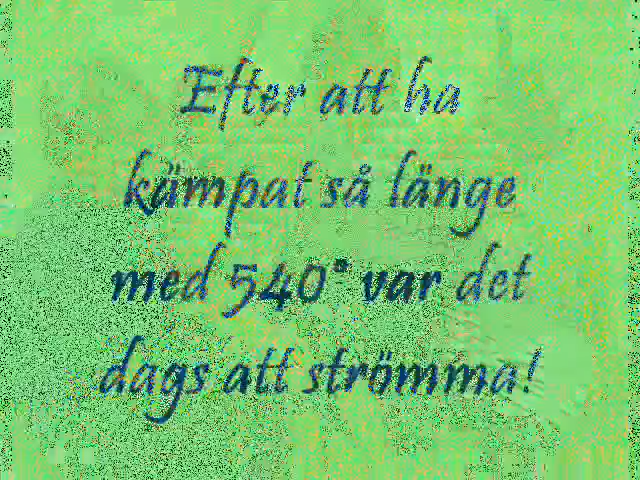 Efter att ha
kämpat så länge
med 540° var det
dags att strömma!